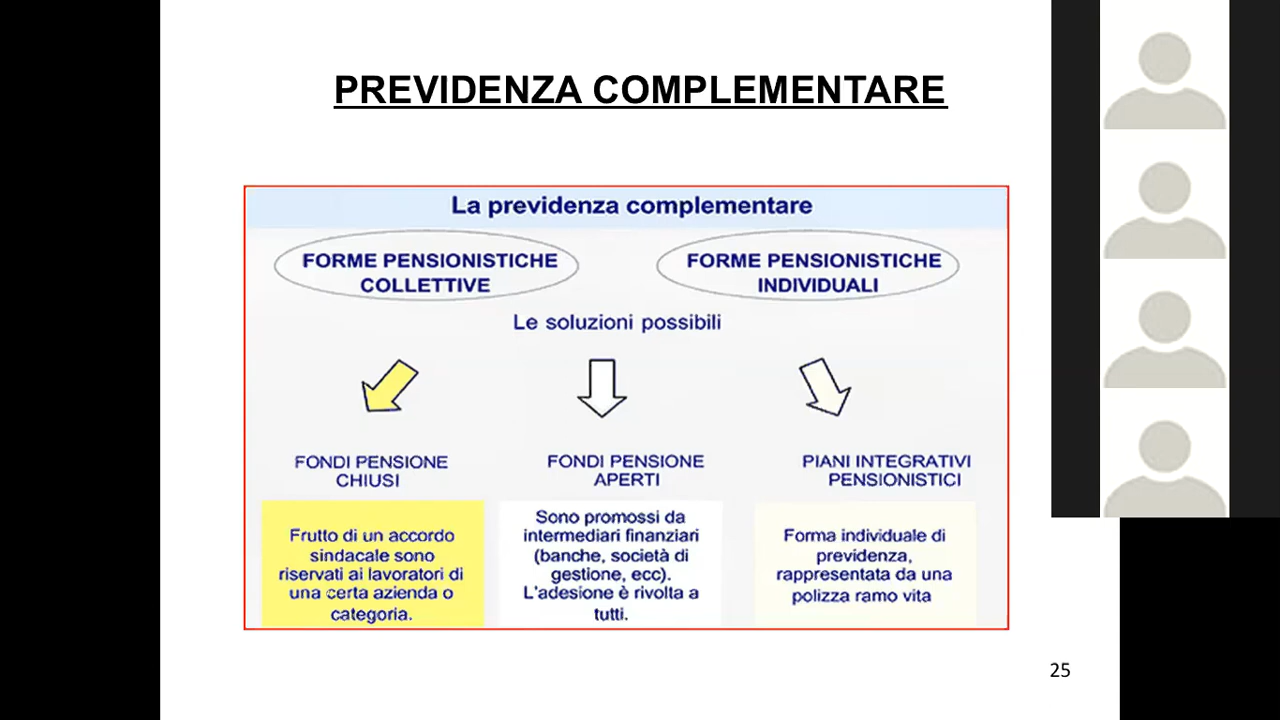 PREVIDENZA COMPLEMENTARE
La previdenza complementare
FORME PENSIONISTICHE
COLLETTIVE
FORME PENSIONISTICHE
INDIVIDUALI
Le soluzioni possibili
FONDI PENSIONE
CHIUSI
FONDI PENSIONE
APERTI
PIANI INTEGRATIVI
PENSIONISTICI
Frutto di un accordo
sindacale sono
riservati ai lavoratori di
una certa azienda o
categoria.
Sono promossi da
intermediari finanziari
(banche, società di
gestione, ecc).
L'adesione è rivolta a
tutti.
Forma individuale di
previdenza,
rappresentata da una
polizza ramo vita
25